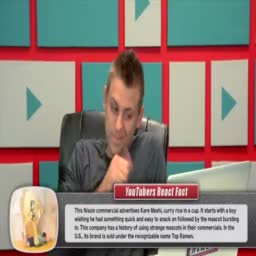 YouTubers React Fact
This Nissin commercial advertises Kare Meshi, curry rice in a cup. It starts with a boy
wishing he had something quick and easy to snack on followed by the mascot bursting
in. This company has a history of using strange mascots in their commercials. In the
U.S., its brand is sold under the recognizable name Top Ramen.